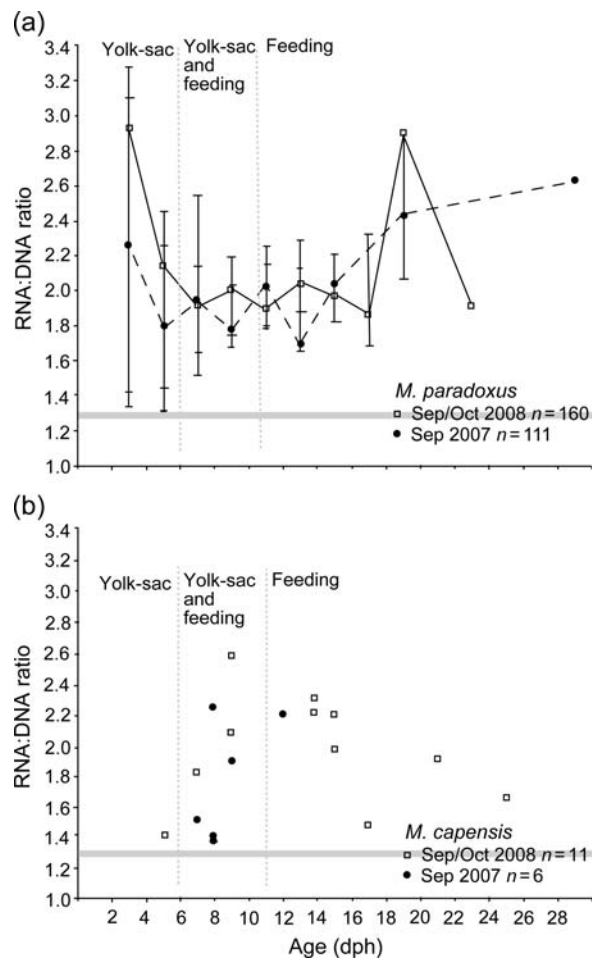 (a)
Yolk-sac
Yolk-sac
and
feeding
Feeding
3.4
3.2
3.0
2.8
2.6
2.4
2.2
2.0
1.8
1.6
1.4
1.2
1.0
RNA:DNA ratio
M. paradoxus
Sep/Oct 2008 n=160
Sep 2007 n=111
(b)
Yolk-sac
Yolk-sac
and
feeding
Feeding
3.4
3.2
3.0
2.8
2.6
2.4
2.2
2.0
1.8
1.6
1.4
1.2
1.0
RNA:DNA ratio
M. capensis
Sep/Oct 2008 n=11
Sep 2007 n=6
2 4 6 8 10 12 14 16 18 20 22 24 26 28
Age (dph)